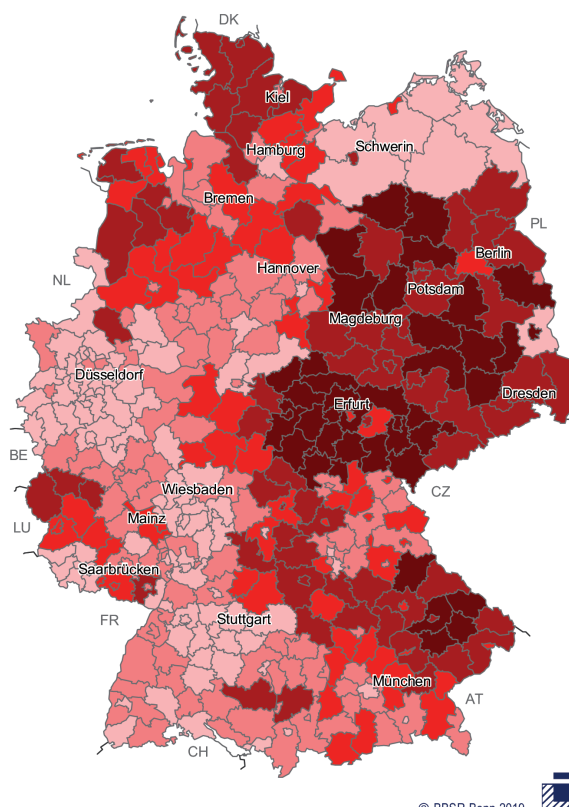 DK
Kiel
Hamburg
Schwerin
Bremen
PL
Berlin
Hannover
NL
Potsdam
Magdeburg
Düsseldorf
Dresden
Erfurt
BE
CZ
Wiesbaden
LU
Mainz
Saarbrücken
FR
Stuttgart
München
AT
CH
© BBSR Bonn 2019